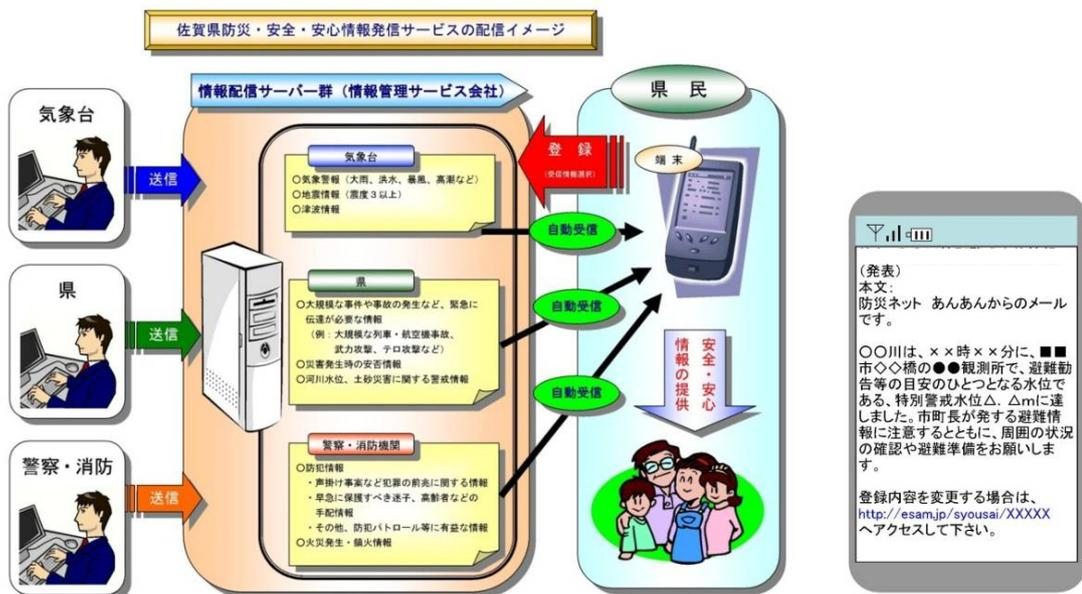 佐賀県防災・安全・安心情報発信サービスの配信イメージ
気象台
送信
県
送信
警察・消防
送信
情報配信サーバー群（情報管理サービス会社）
気象台
○気象警報（大雨、洪水、暴風、高潮など）
○地震情報（震度３以上）
○津波情報
県
○大規模な事件や事故の発生など、緊急に
伝達が必要な情報
（例：大規模な列車・航空機事故、
武力攻撃、テロ攻撃など）
○災害発生時の安否情報
○河川水位、土砂災害に関する警戒情報
警察・消防機関
○防犯情報
・声掛け事案など犯罪の前兆に関する情報
・早急に保護すべき迷子、高齢者などの
手配情報
・その他、防犯パトロール等に有益な情報
○火災発生・鎮火情報
県民
登録
（受信情報選択）
端末
自動受信
自動受信
自動受信
安全・安心
情報の提供
（発表）
本文：
防災ネット　あんあんからのメール
です。
○○川は、××時××分に、■■
市◇◇橋の●●観測所で、避難勧
告等の目安のひとつとなる水位で
ある、特別警戒水位△．△mに達
しました。市町長が発する避難情
報に注意するとともに、周囲の状況
の確認や避難準備をお願いしま
す。
登録内容を変更する場合は、
http://esam.jp/syousai/XXXXX
へアクセスして下さい。